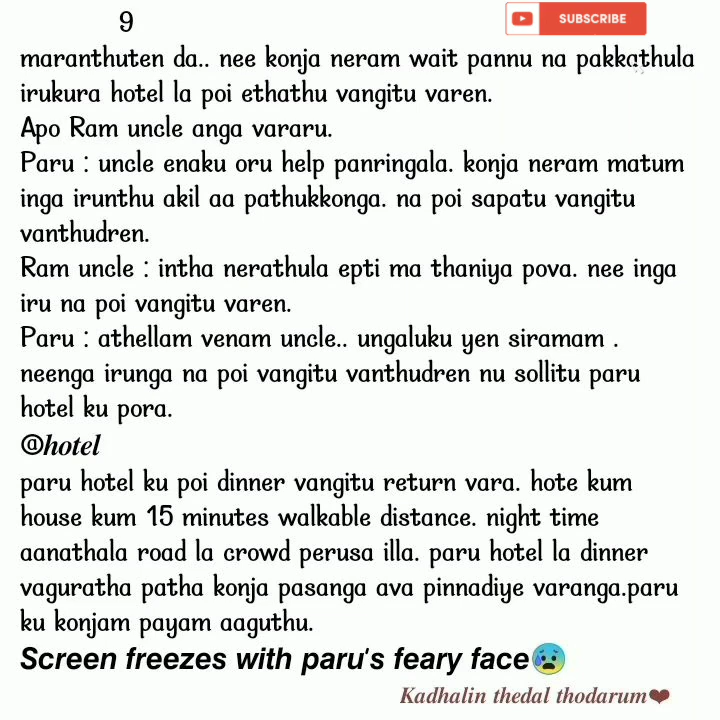 9
SUBSCRIBE
maranthuten da.. nee konja neram wait pannu na pakkathula
irukura hotel la poi ethathu vangitu varen.
Apo Ram uncle anga vararu.
Paru : uncle enaku oru help panringala. konja neram matum
inga irunthu akil aa pathukkonga. na poi sapatu vangitu
vanthudren.
Ram uncle : intha nerathula epti ma thaniya pova. nee inga
iru na poi vangitu varen.
Paru : athellam venam uncle.. ungaluku yen siramam .
neenga irunga na poi vangitu vanthudren nu sollitu paru
hotel ku pora.
@hotel
paru hotel ku poi dinner vangitu return vara. hote kum
house kum 15 minutes walkable distance. night time
aanathala road la crowd perusa illa. paru hotel la dinner
vaguratha patha konja pasanga ava pinnadiye varanga.paru
ku konjam payam aaguthu.
Screen freezes with paru's feary face😰
Kadhalin thedal thodarum❤